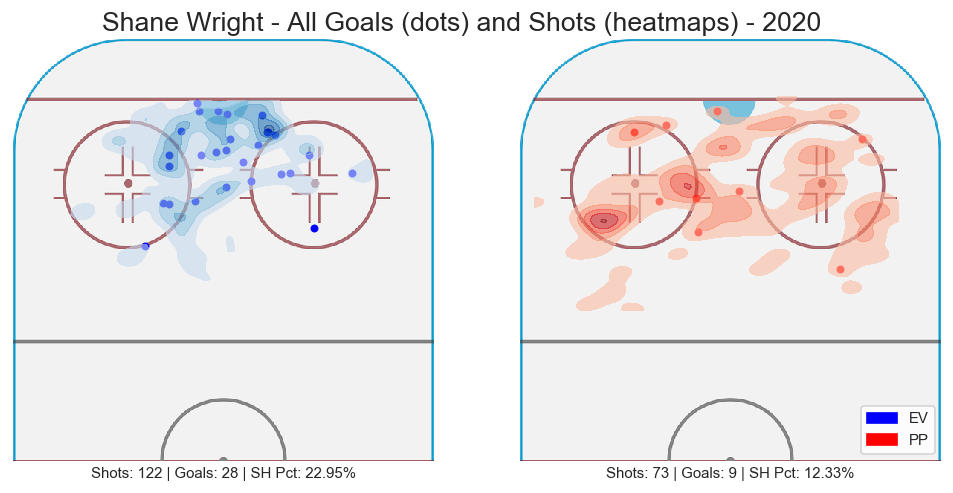 Shane Wright - All Goals (dots) and Shots (heatmaps) - 2020
EV
PP
Shots: 122 | Goals: 28 | SH Pct: 22.95%
Shots: 73 | Goals: 9 | SH Pct: 12.33%